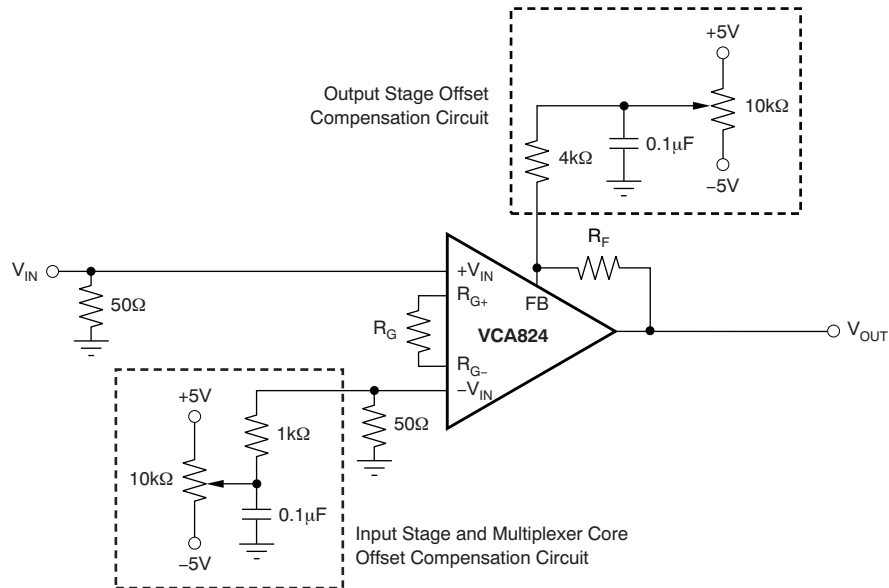 +5V
Output Stage Offset
Compensation Circuit
10kΩ
0.1μF
4kΩ
−5V
R_F
V_IN
+V_IN
50Ω
R_G+
FB
R_G
VCA824
V_OUT
R_G−
−V_IN
+5V
50Ω
1kΩ
10kΩ
0.1μF
−5V
Input Stage and Multiplexer Core
Offset Compensation Circuit